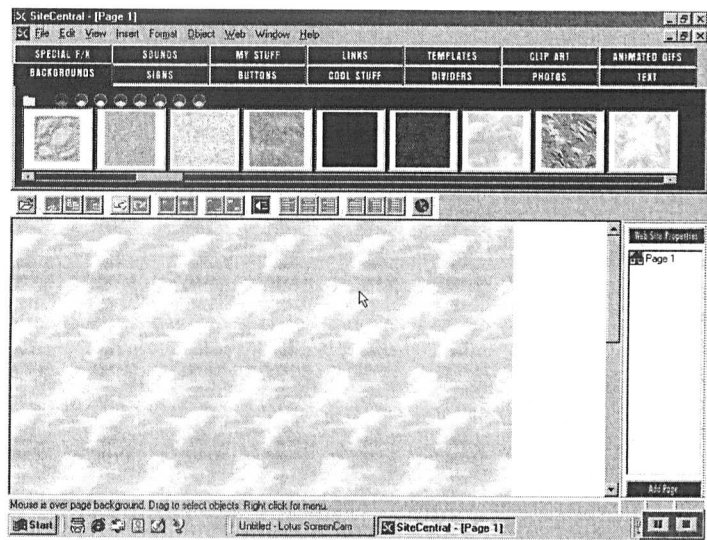 SC SiteCentral - [Page 1]
SC File Edit View Insert Format Object Web Window Help
SPECIAL F/X SOUNDS MY STUFF LINKS TEMPLATES CLIP ART ANIMATED GIFS
BACKGROUNDS SIGNS BUTTONS COOL STUFF DIVIDERS PHOTOS TEXT
Web Site Properties
Page 1
Add Page
Mouse is over page background. Drag to select objects. Right click for menu.
Start Untitled - Lotus ScreenCam SC SiteCentral - [Page 1]